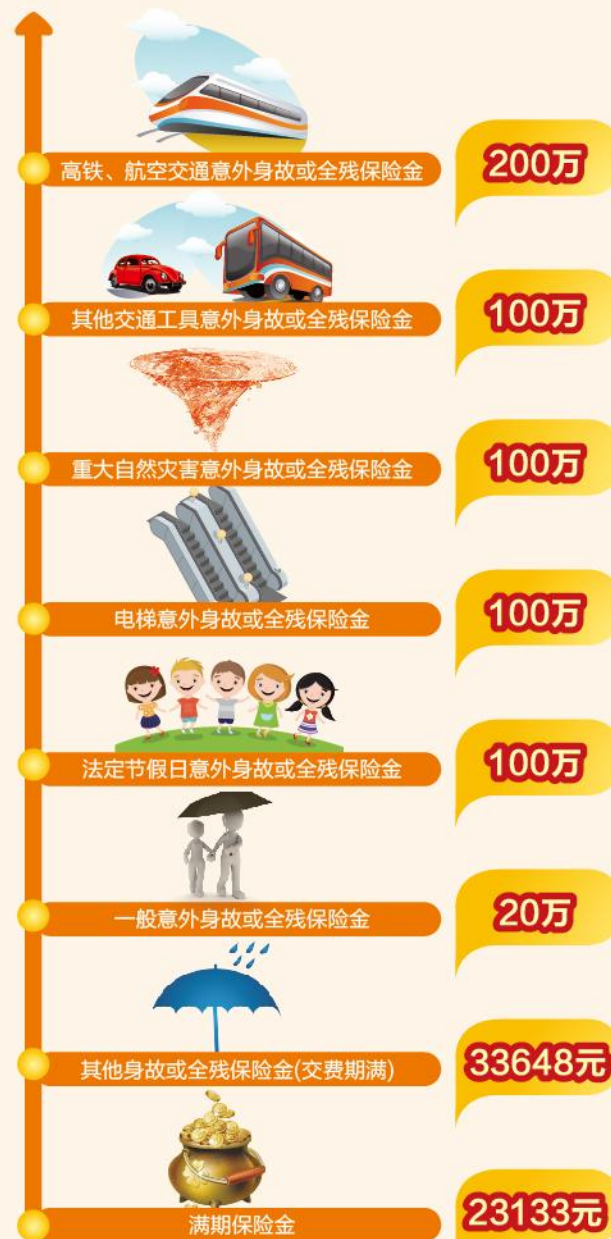 高铁、航空交通意外身故或全残保险金
200万
其他交通工具意外身故或全残保险金
100万
重大自然灾害意外身故或全残保险金
100万
电梯意外身故或全残保险金
100万
法定节假日意外身故或全残保险金
100万
一般意外身故或全残保险金
20万
其他身故或全残保险金(交费期满)
33648元
满期保险金
23133元